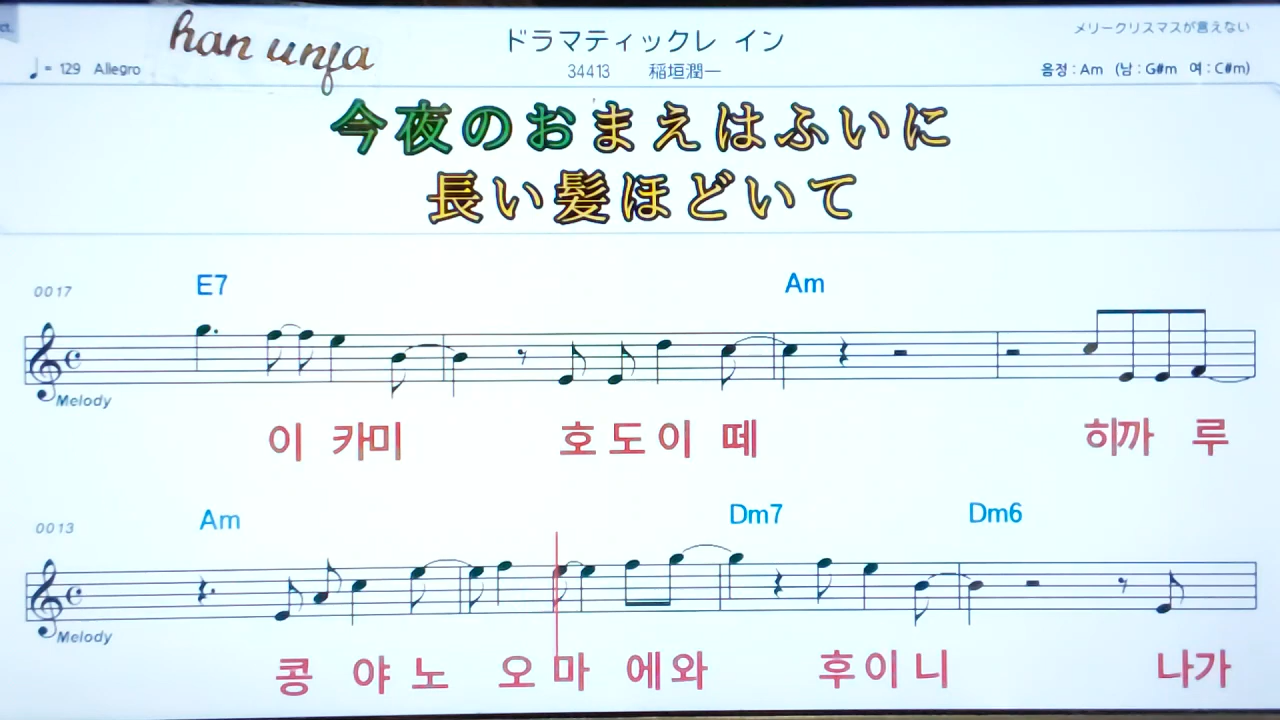 han unja
ドラマティックレ イン
メリークリスマスが言えない
♩= 129 Allegro
34413 稲垣潤一
음정 : Am (남 : G#m 여 : C#m)
今夜のおまえはふいに
長い髪ほどいて
0017 E7 Am
Melody
이 카미 호도이 떼 히까 루
0013 Am Dm7 Dm6
Melody
콩 야 노 오 마 에와 후이 니 나가